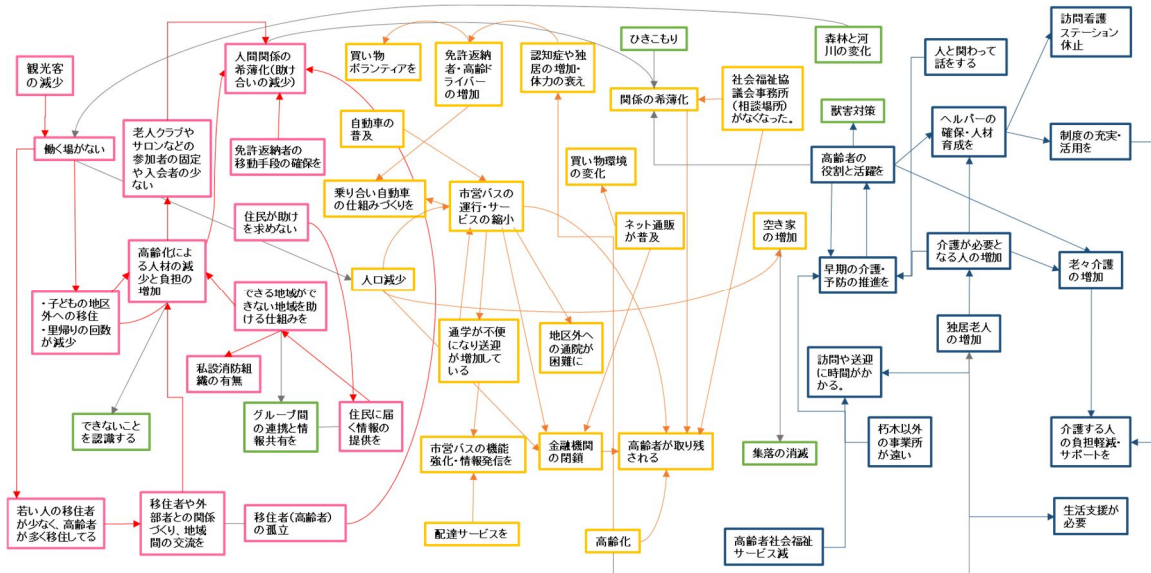 観光客
の減少
働く場がない
老人クラブや
サロンなどの
参加者の固定
や入会者の少
ない
人間関係の
希薄化(助け
合いの減少)
免許返納者の
移動手段の確保を
住民が助け
を求めない
高齢化によ
る人材の減
少と負担の
増加
・子どもの地区
外への移住
・里帰りの回数
が減少
できる地域がで
きない地域を助
ける仕組みを
私設消防組
織の有無
できないこと
を認識する
グループ間
の連携と情
報共有を
住民に届
く情報の
提供を
若い人の移住者
が少なく、高齢者
が多く移住してる
移住者や外
部者との関係
づくり、地域
間の交流を
移住者(高齢者)
の孤立
買い物
ボランティアを
免許返納
者・高齢ド
ライバー
の増加
認知症や独
居の増加・
体力の衰え
自動車の
普及
乗り合い自動車
の仕組みづくりを
市営バスの
運行・サー
ビスの縮小
人口減少
通学が不便
になり送迎
が増加して
いる
地区外へ
の通院が
困難に
市営バスの機能
強化・情報発信を
金融機関
の閉鎖
高齢者が取り残
される
配達サービスを
高齢化
ひきこもり
関係の希薄化
社会福祉協
議会事務所
(相談場所)
がなくなった。
買い物環境
の変化
ネット通販
が普及
空き家
の増加
集落の消滅
森林と河
川の変化
獣害対策
高齢者の
役割と活躍を
人と関わって
話をする
ヘルパーの
確保・人材
育成を
訪問看護
ステーション
休止
制度の充実・
活用を
早期の介護・
予防の推進を
介護が必要と
なる人の増加
老々介護
の増加
独居老人
の増加
訪問や送迎
に時間がか
かる。
朽木以外
の事業所
が遠い
介護する人
の負担軽減・
サポートを
高齢者社会福祉
サービス減
生活支援が
必要